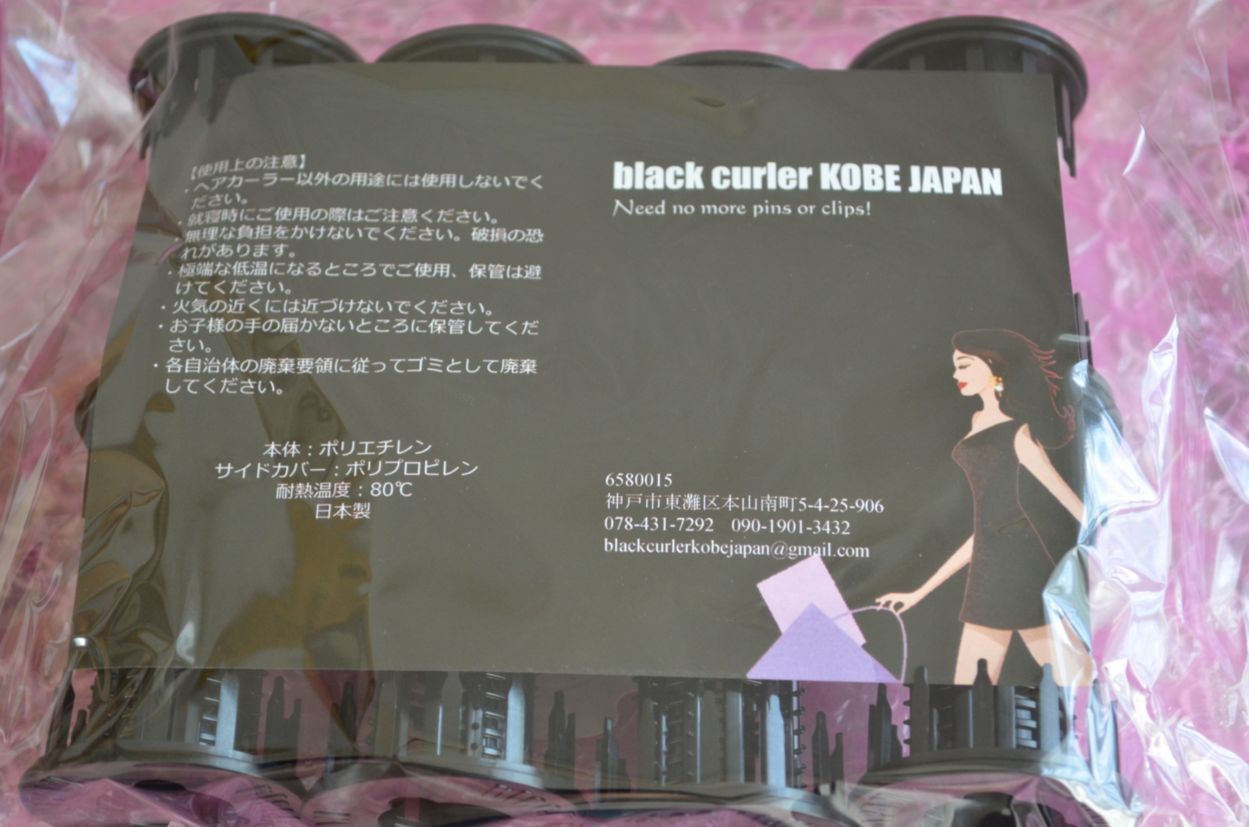 【使用上の注意】
・ヘアカーラー以外の用途には使用しないでく
ださい。
・就寝時にご使用の際はご注意ください。
・無理な負担をかけないでください。破損の恐
れがあります。
・極端な低温になるところでご使用、保管は避
けてください。
・火気の近くには近づけないでください。
・お子様の手の届かないところに保管してくだ
さい。
・各自治体の廃棄要領に従ってゴミとして廃棄
してください。
本体：ポリエチレン
サイドカバー：ポリプロピレン
耐熱温度：80℃
日本製
black curler KOBE JAPAN
Need no more pins or clips!
6580015
神戸市東灘区本山南町5-4-25-906
078-431-7292　090-1901-3432
blackcurlerkobejapan@gmail.com